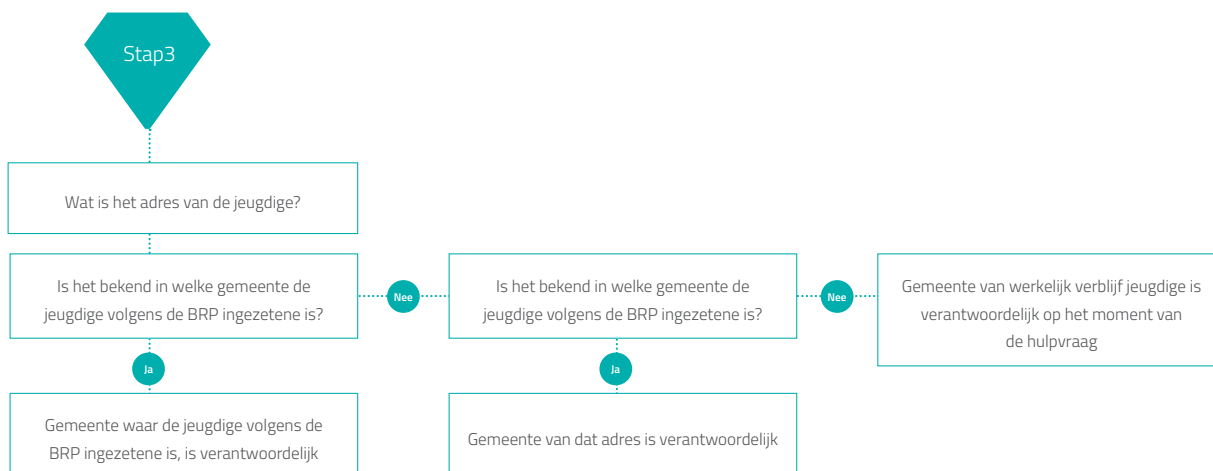 Stap3
Wat is het adres van de jeugdige?
Is het bekend in welke gemeente de
jeugdige volgens de BRP ingezetene is?
Nee
Is het bekend in welke gemeente de
jeugdige volgens de BRP ingezetene is?
Nee
Gemeente van werkelijk verblijf jeugdige is
verantwoordelijk op het moment van
de hulpvraag
Ja
Ja
Gemeente waar de jeugdige volgens de
BRP ingezetene is, is verantwoordelijk
Gemeente van dat adres is verantwoordelijk